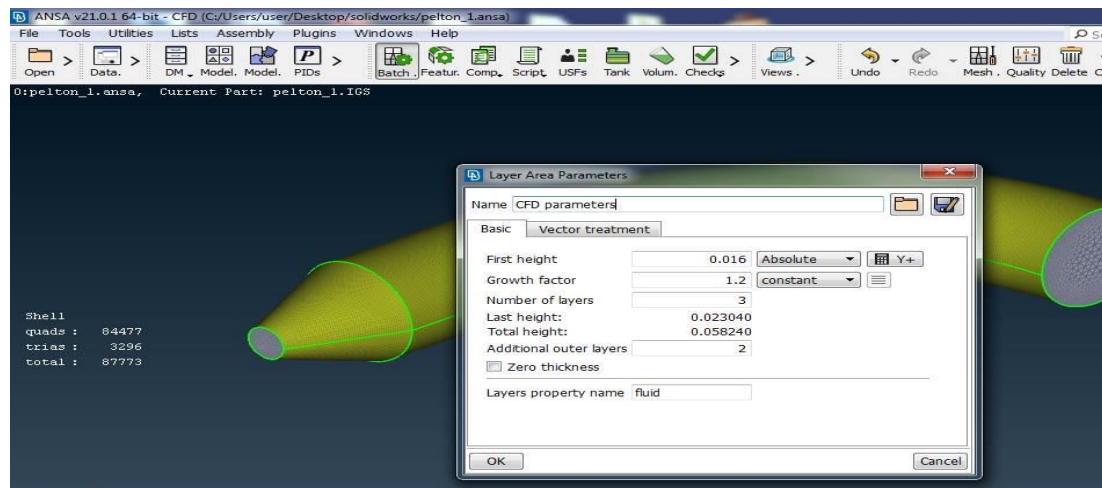 ANSA v21.0.1 64-bit - CFD (C:/Users/user/Desktop/solidworks/pelton_1.ansa)
File Tools Utilities Lists Assembly Plugins Windows Help
Open Data. DM Model. Model. PIDs Batch . Featur. Comp. Script USFs Tank Volum. Checks Views . Undo Redo Mesh . Quality Delete
0:pelton_1.ansa, Current Part: pelton_1.IGS
Layer Area Parameters
Name CFD parameters
Basic Vector treatment
First height 0.016 Absolute Y+
Growth factor 1.2 constant
Number of layers 3
Last height: 0.023040
Total height: 0.058240
Additional outer layers 2
Zero thickness
Layers property name fluid
OK Cancel
Shell
quads : 84477
trias : 3296
total : 87773